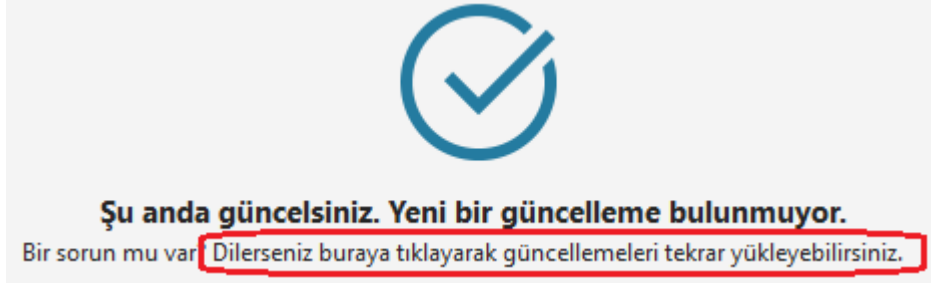 Şu anda güncelsiniz. Yeni bir güncelleme bulunmuyor.
Bir sorun mu var? Dilerseniz buraya tıklayarak güncellemeleri tekrar yükleyebilirsiniz.